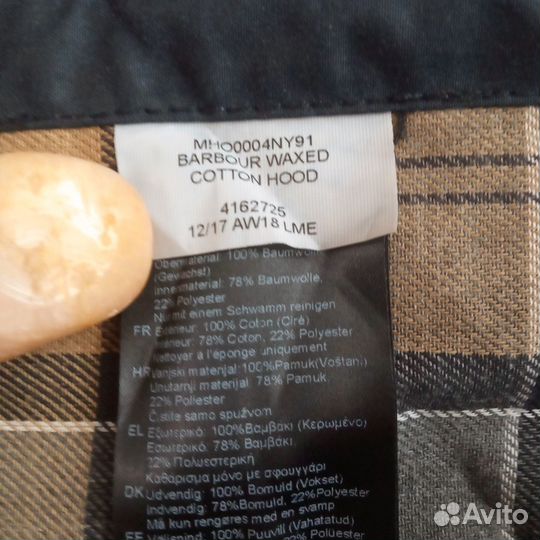 MHO0004NY91
BARBOUR WAXED
COTTON HOOD
4162725
12/17 AW18 LME
Obermaterial: 100% Baumwolle
(Gewachst)
Innenmaterial: 78% Baumwolle,
22% Polyester
Nur mit einem Schwamm reinigen
FR Extérieur: 100% Coton (Ciré)
Intérieur: 78% Coton, 22% Polyester
Nettoyer à l'éponge uniquement
HR Vanjski materijal:100%Pamuk(Voštani)
Unutarnji materijal 78% Pamuk,
22% Poliester
Čistite samo spužvom
EL Εξωτερικό: 100%Βαμβάκι (Κερωμένο)
Εσωτερικό: 78% Βαμβάκι,
22% Πολυεστερική
Καθαρισμα μόνο με σφουγγάρι
DK Udvendig: 100% Bomuld (Vokset)
Indvendig: 78%Bomuld, 22%Polyester
Må kun rengøres med en svamp
EE Välispind: 100% Puuvill (Vahatatud)
Avito